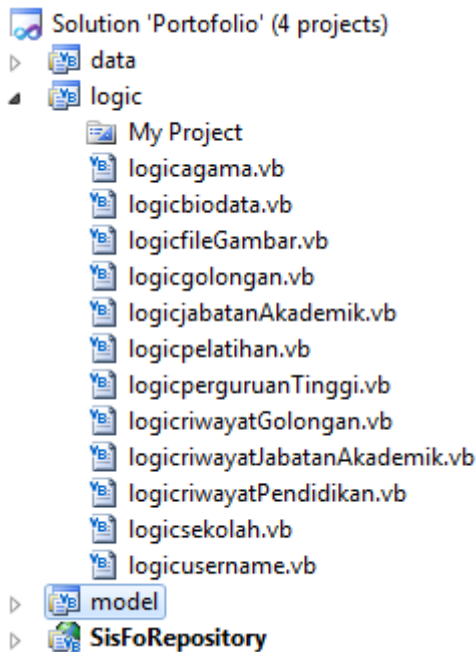 Solution 'Portofolio' (4 projects)
data
logic
My Project
logicagama.vb
logicbiodata.vb
logicfileGambar.vb
logicgolongan.vb
logicjabatanAkademik.vb
logicpelatihan.vb
logicperguruanTinggi.vb
logicriwayatGolongan.vb
logicriwayatJabatanAkademik.vb
logicriwayatPendidikan.vb
logicsekolah.vb
logicusername.vb
model
SisFoRepository